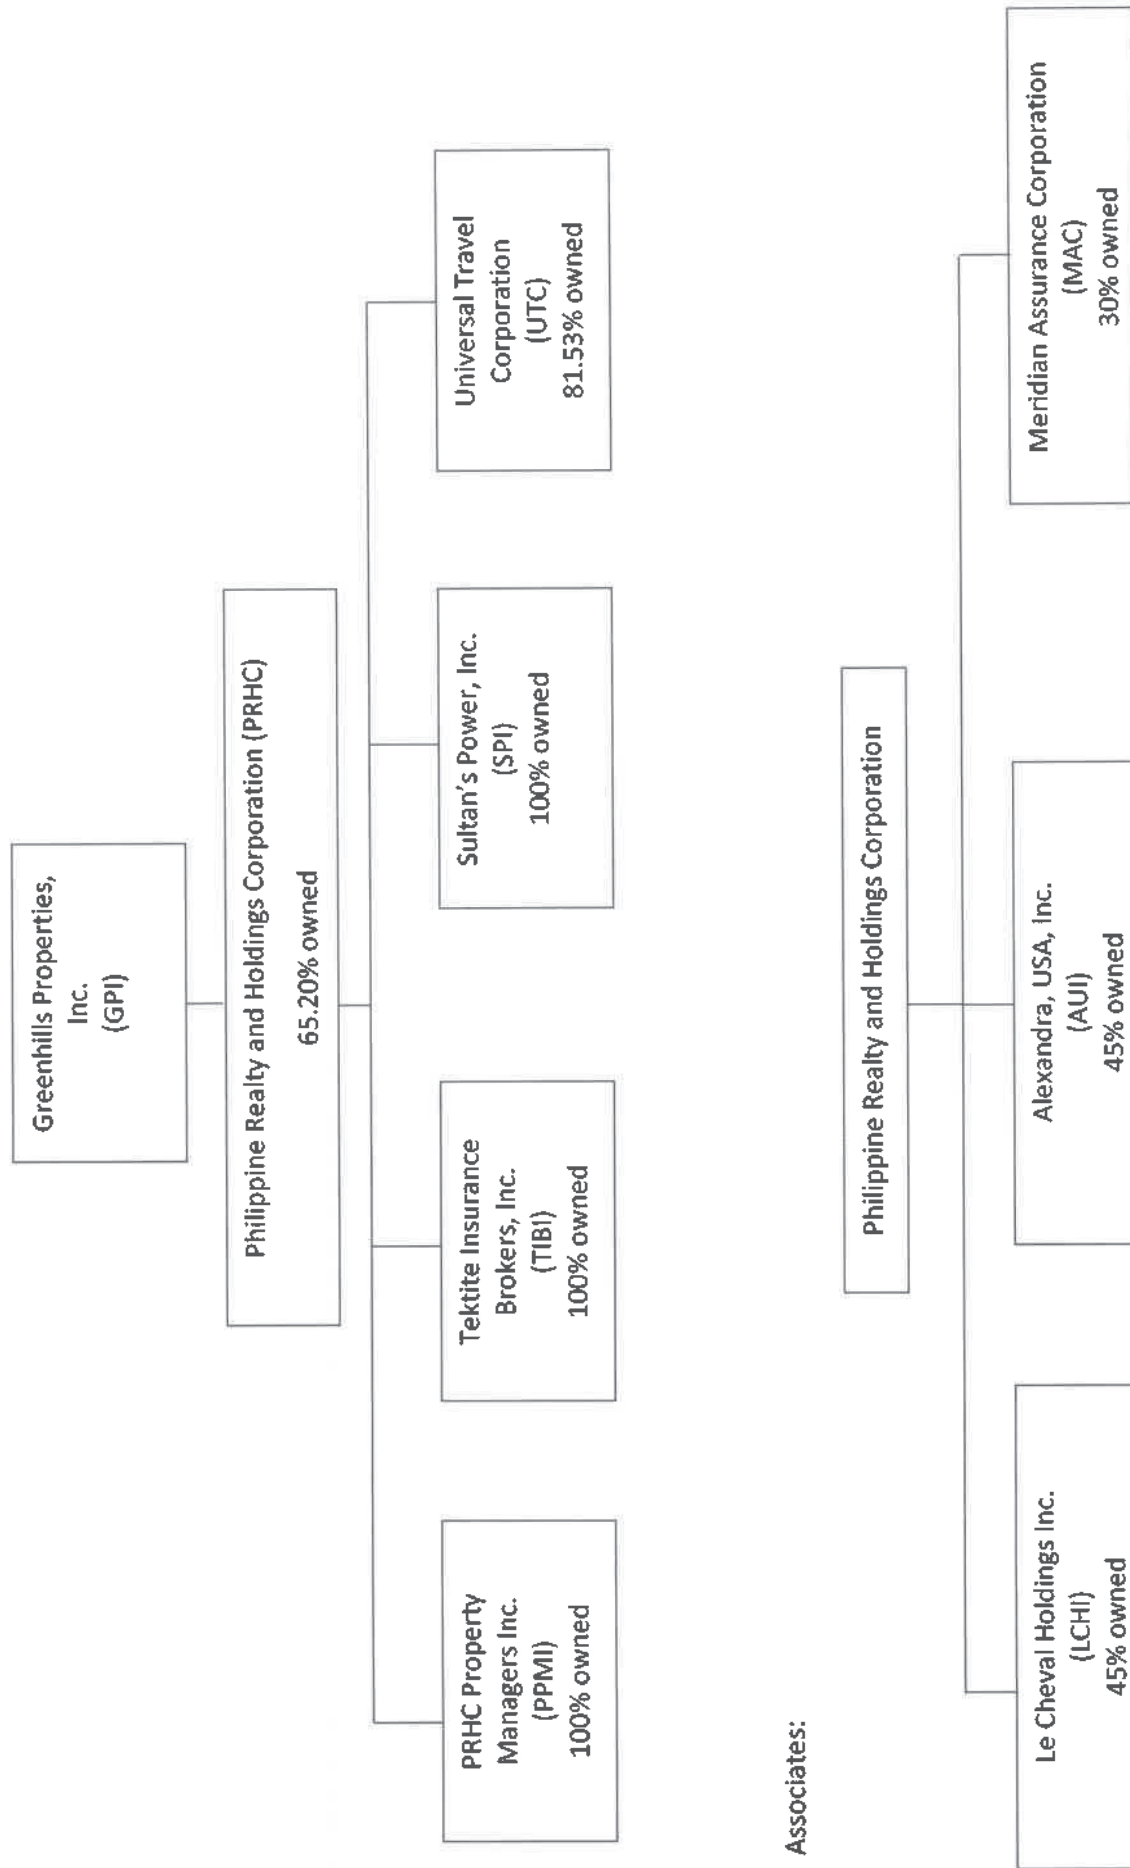 Greenhills Properties,
Inc.
(GPI)
Philippine Realty and Holdings Corporation (PRHC)
65.20% owned
PRHC Property
Managers Inc.
(PPMI)
100% owned
Tektite Insurance
Brokers, Inc.
(TIBI)
100% owned
Sultan's Power, Inc.
(SPI)
100% owned
Universal Travel
Corporation
(UTC)
81.53% owned
Associates:
Philippine Realty and Holdings Corporation
Le Cheval Holdings Inc.
(LCHI)
45% owned
Alexandra, USA, Inc.
(AUI)
45% owned
Meridian Assurance Corporation
(MAC)
30% owned